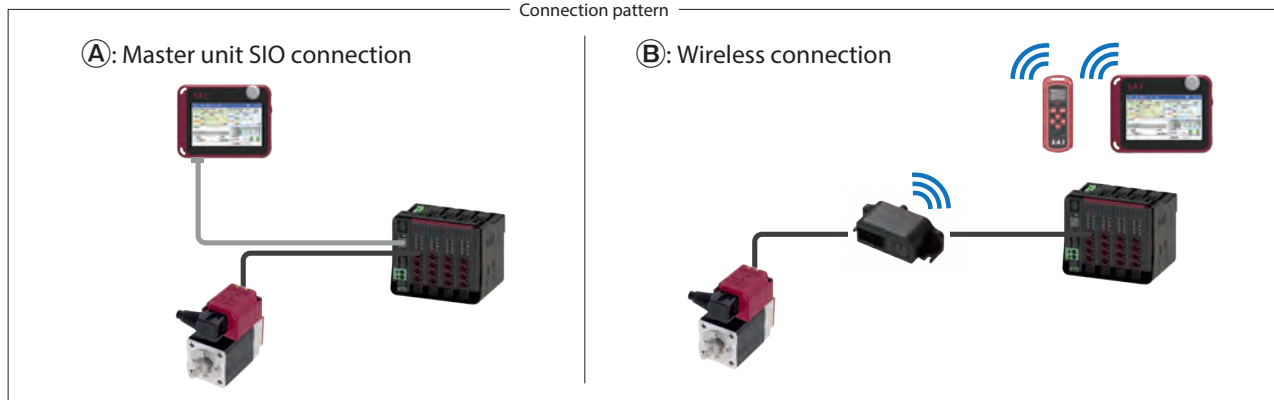 Connection pattern
Ⓐ: Master unit SIO connection
Ⓑ: Wireless connection